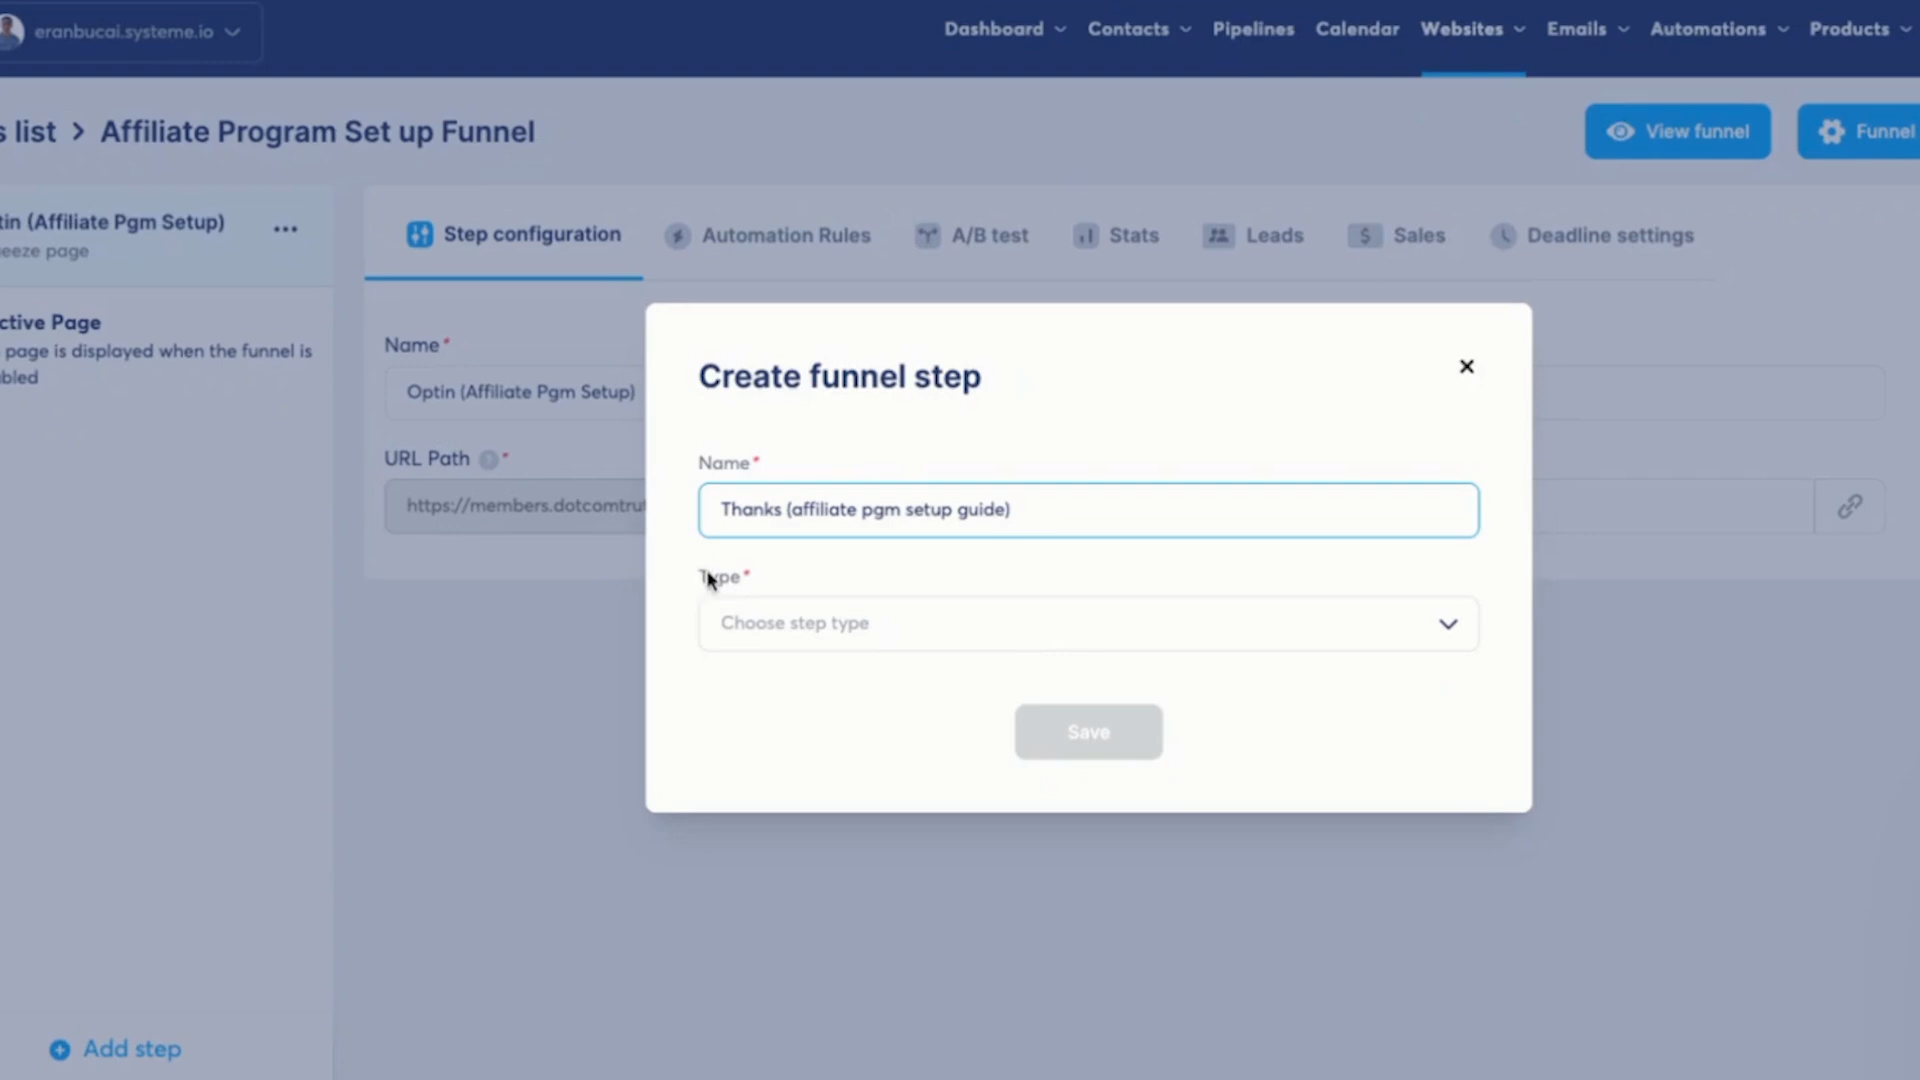 eranbucai.systeme.io
Dashboard
Contacts
Pipelines
Calendar
Websites
Emails
Automations
Products
s list > Affiliate Program Set up Funnel
View funnel
Funnel
tin (Affiliate Pgm Setup)
eeze page
ctive Page
page is displayed when the funnel is
bled
Add step
Step configuration
Automation Rules
A/B test
Stats
Leads
Sales
Deadline settings
Name*
Optin (Affiliate Pgm Setup)
URL Path ? *
https://members.dotcomtru
Create funnel step
Name*
Thanks (affiliate pgm setup guide)
Type*
Choose step type
Save